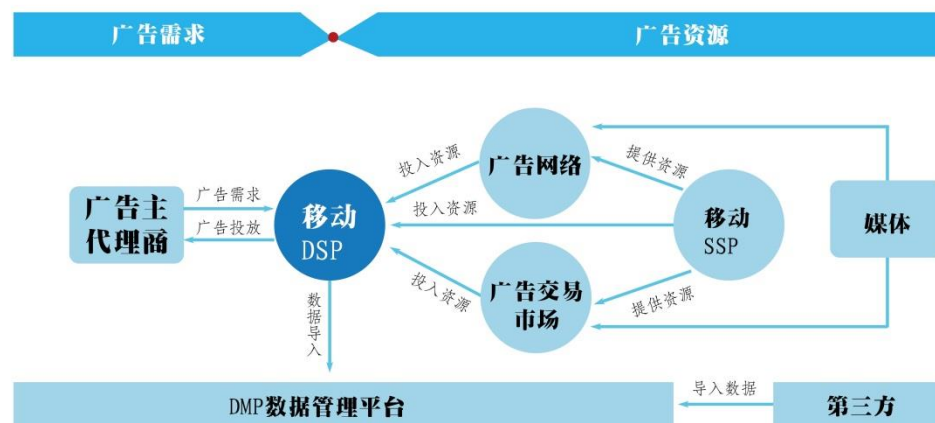 广告需求
广告资源
投入资源
广告网络
提供资源
广告主
代理商
广告需求
广告投放
移动
DSP
投入资源
移动
SSP
媒体
投入资源
广告交易
市场
提供资源
数据导入
DMP数据管理平台
导入数据
第三方